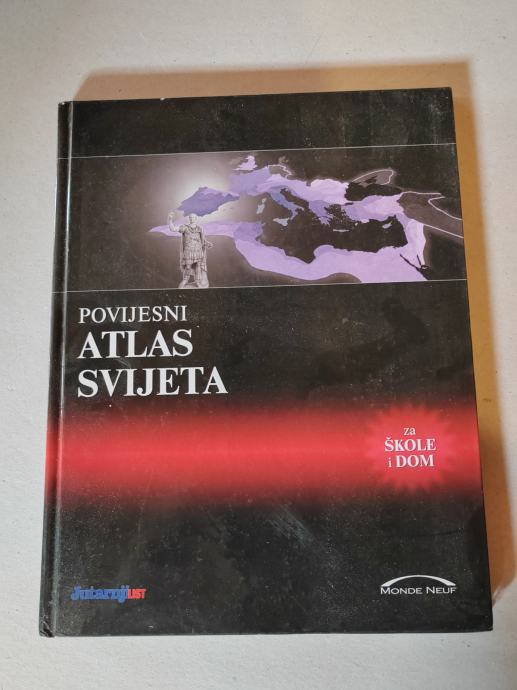 POVIJESNI
ATLAS
SVIJETA
za
ŠKOLE
i DOM
Jutarnji LIST
MONDE NEUF